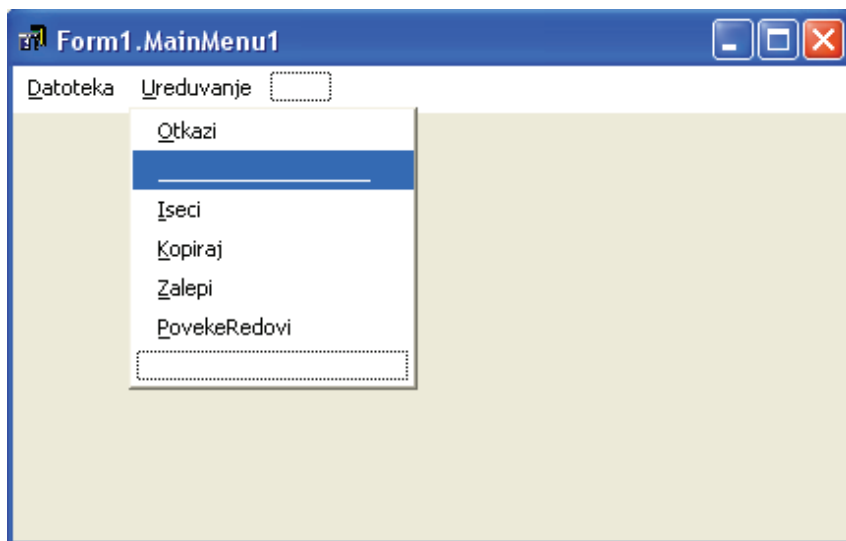 Form1.MainMenu1
Datoteka Ureduvanje
Otkazi
Iseci
Kopiraj
Zalepi
PovekeRedovi